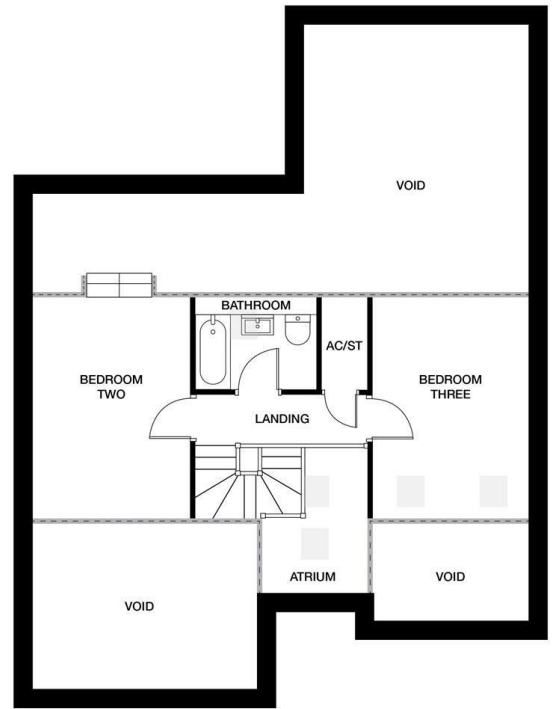 VOID
BATHROOM
AC/ST
BEDROOM
TWO
BEDROOM
THREE
LANDING
ATRIUM
VOID
VOID